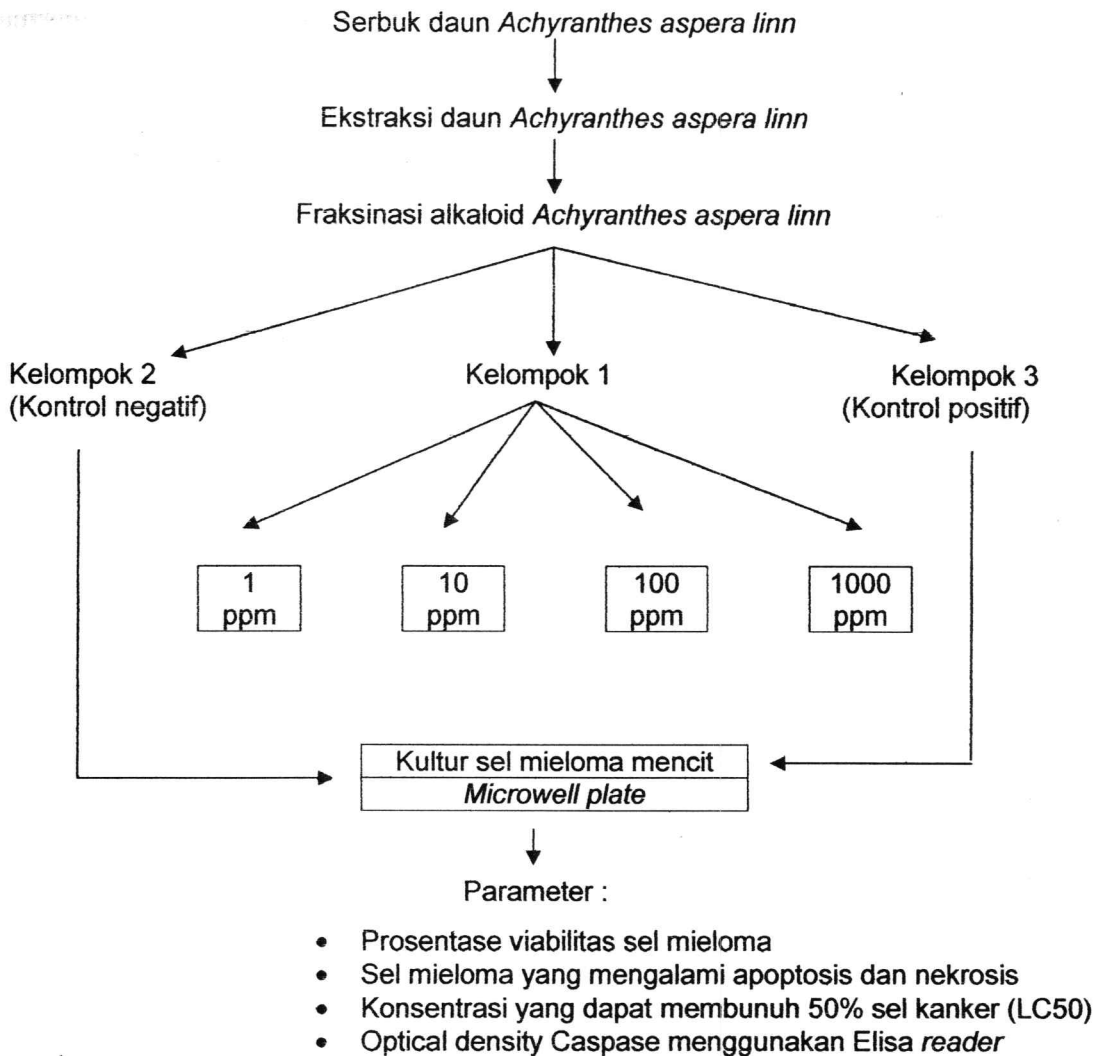 Serbuk daun Achyranthes aspera linn
Ekstraksi daun Achyranthes aspera linn
Fraksinasi alkaloid Achyranthes aspera linn
Kelompok 2
(Kontrol negatif)
Kelompok 1
Kelompok 3
(Kontrol positif)
1
ppm
10
ppm
100
ppm
1000
ppm
Kultur sel mieloma mencit
Microwell plate
Parameter :
• Prosentase viabilitas sel mieloma
• Sel mieloma yang mengalami apoptosis dan nekrosis
• Konsentrasi yang dapat membunuh 50% sel kanker (LC50)
• Optical density Caspase menggunakan Elisa reader